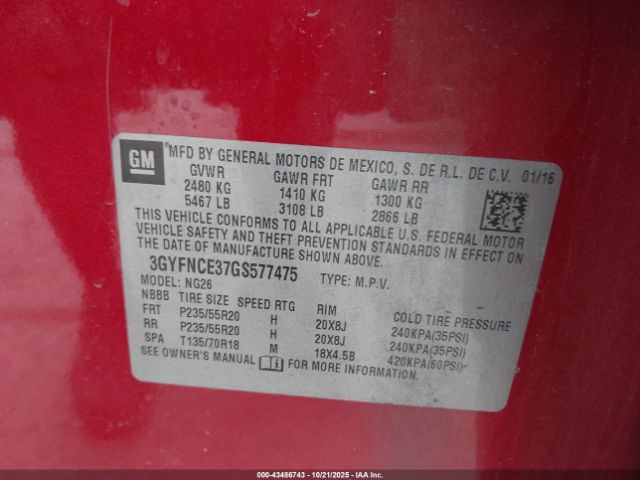 GM
®MFD BY GENERAL MOTORS DE MEXICO, S. DE R.L. DE C.V. 01/16
GVWR GAWR FRT GAWR RR
2480 KG 1410 KG 1300 KG
5467 LB 3108 LB 2866 LB
THIS VEHICLE CONFORMS TO ALL APPLICABLE U.S. FEDERAL MOTOR
VEHICLE SAFETY AND THEFT PREVENTION STANDARDS IN EFFECT ON
THE DATE OF MANUFACTURE SHOWN ABOVE.
3GYFNCE37GS577475 TYPE: M.P.V.
MODEL: NG26
NBBB TIRE SIZE SPEED RTG RIM COLD TIRE PRESSURE
FRT P235/55R20 H 20X8J 240KPA(35PSI)
RR P235/55R20 H 20X8J 240KPA(35PSI)
SPA T135/70R18 M 18X4.5B 420KPA(60PSI)
SEE OWNER'S MANUAL FOR MORE INFORMATION.
000-43486743 - 10/21/2025 - IAA Inc.